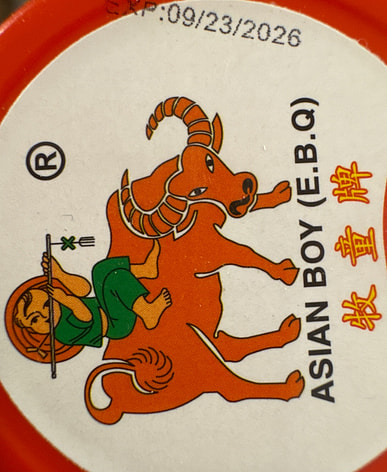 EXP:09/23/2026
®
ASIAN BOY (E.B.Q)
牧童牌